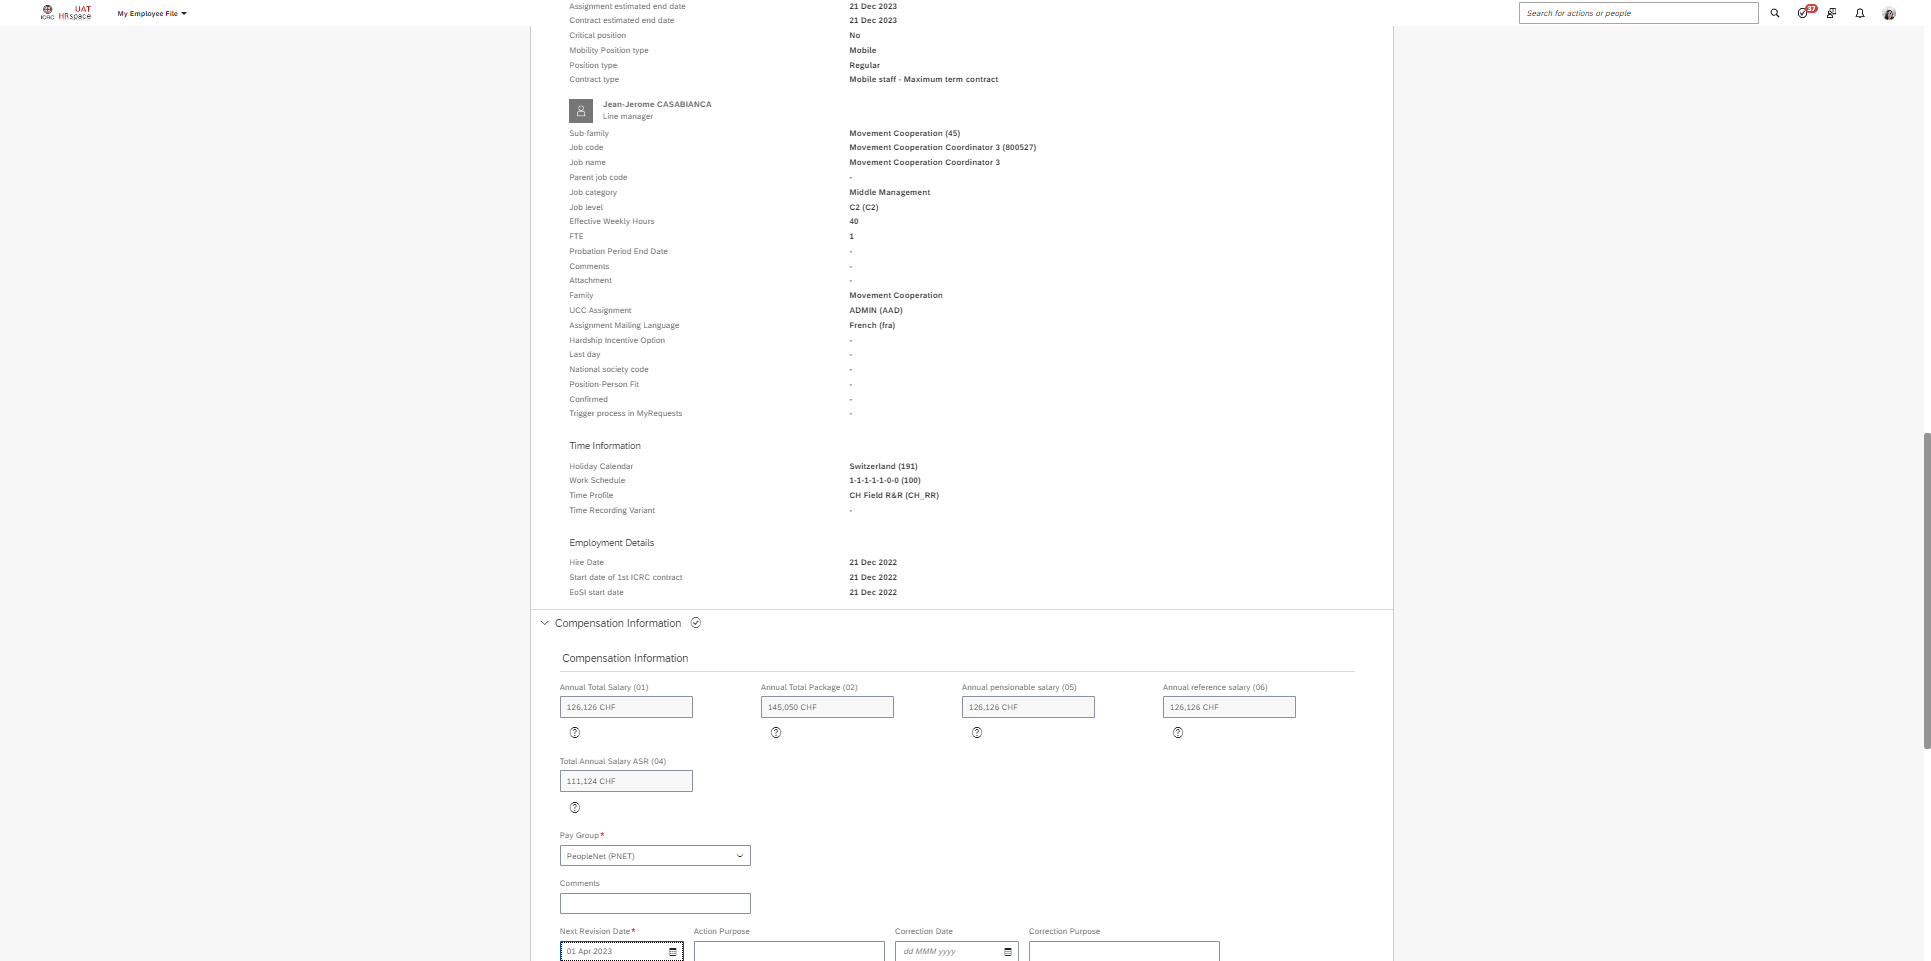 ICRC UAT HRspace My Employee File Search for actions or people 37
Assignment estimated end date 21 Dec 2023
Contract estimated end date 21 Dec 2023
Critical position No
Mobility Position type Mobile
Position type Regular
Contract type Mobile staff - Maximum term contract
Jean-Jerome CASABIANCA
Line manager
Sub-family Movement Cooperation (45)
Job code Movement Cooperation Coordinator 3 (800527)
Job name Movement Cooperation Coordinator 3
Parent job code -
Job category Middle Management
Job level C2 (C2)
Effective Weekly Hours 40
FTE 1
Probation Period End Date -
Comments -
Attachment -
Family Movement Cooperation
UCC Assignment ADMIN (AAD)
Assignment Mailing Language French (fra)
Hardship Incentive Option -
Last day -
National society code -
Position-Person Fit -
Confirmed -
Trigger process in MyRequests -
Time Information
Holiday Calendar Switzerland (191)
Work Schedule 1-1-1-1-1-0-0 (100)
Time Profile CH Field R&R (CH_RR)
Time Recording Variant -
Employment Details
Hire Date 21 Dec 2022
Start date of 1st ICRC contract 21 Dec 2022
EoSI start date 21 Dec 2022
Compensation Information
Compensation Information
Annual Total Salary (01) Annual Total Package (02) Annual pensionable salary (05) Annual reference salary (06)
126,126 CHF 145,050 CHF 126,126 CHF 126,126 CHF
Total Annual Salary ASR (04)
111,124 CHF
Pay Group*
PeopleNet (PNET)
Comments
Next Revision Date* Action Purpose Correction Date Correction Purpose
01 Apr 2023 dd MMM yyyy